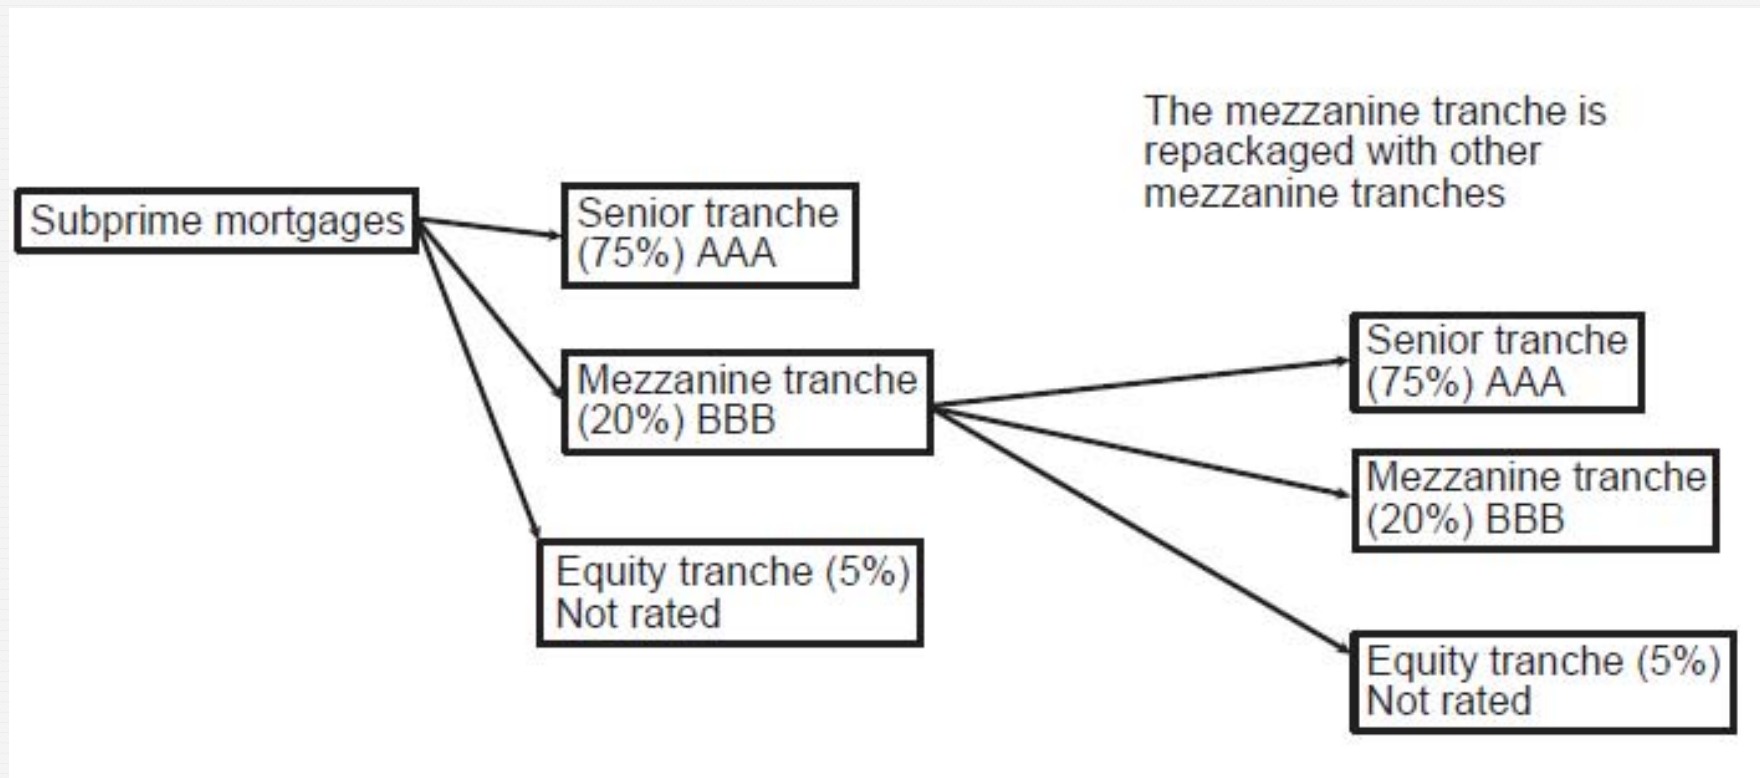 The mezzanine tranche is
repackaged with other
mezzanine tranches
Subprime mortgages
Senior tranche
(75%) AAA
Mezzanine tranche
(20%) BBB
Equity tranche (5%)
Not rated
Senior tranche
(75%) AAA
Mezzanine tranche
(20%) BBB
Equity tranche (5%)
Not rated